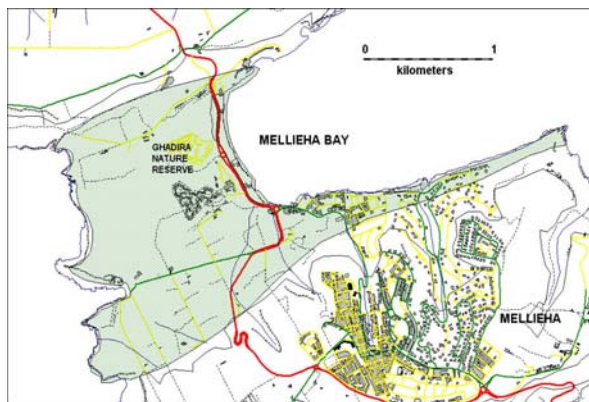 0 1
kilometers
MELLIEHA BAY
GHADIRA
NATURE
RESERVE
MELLIEHA